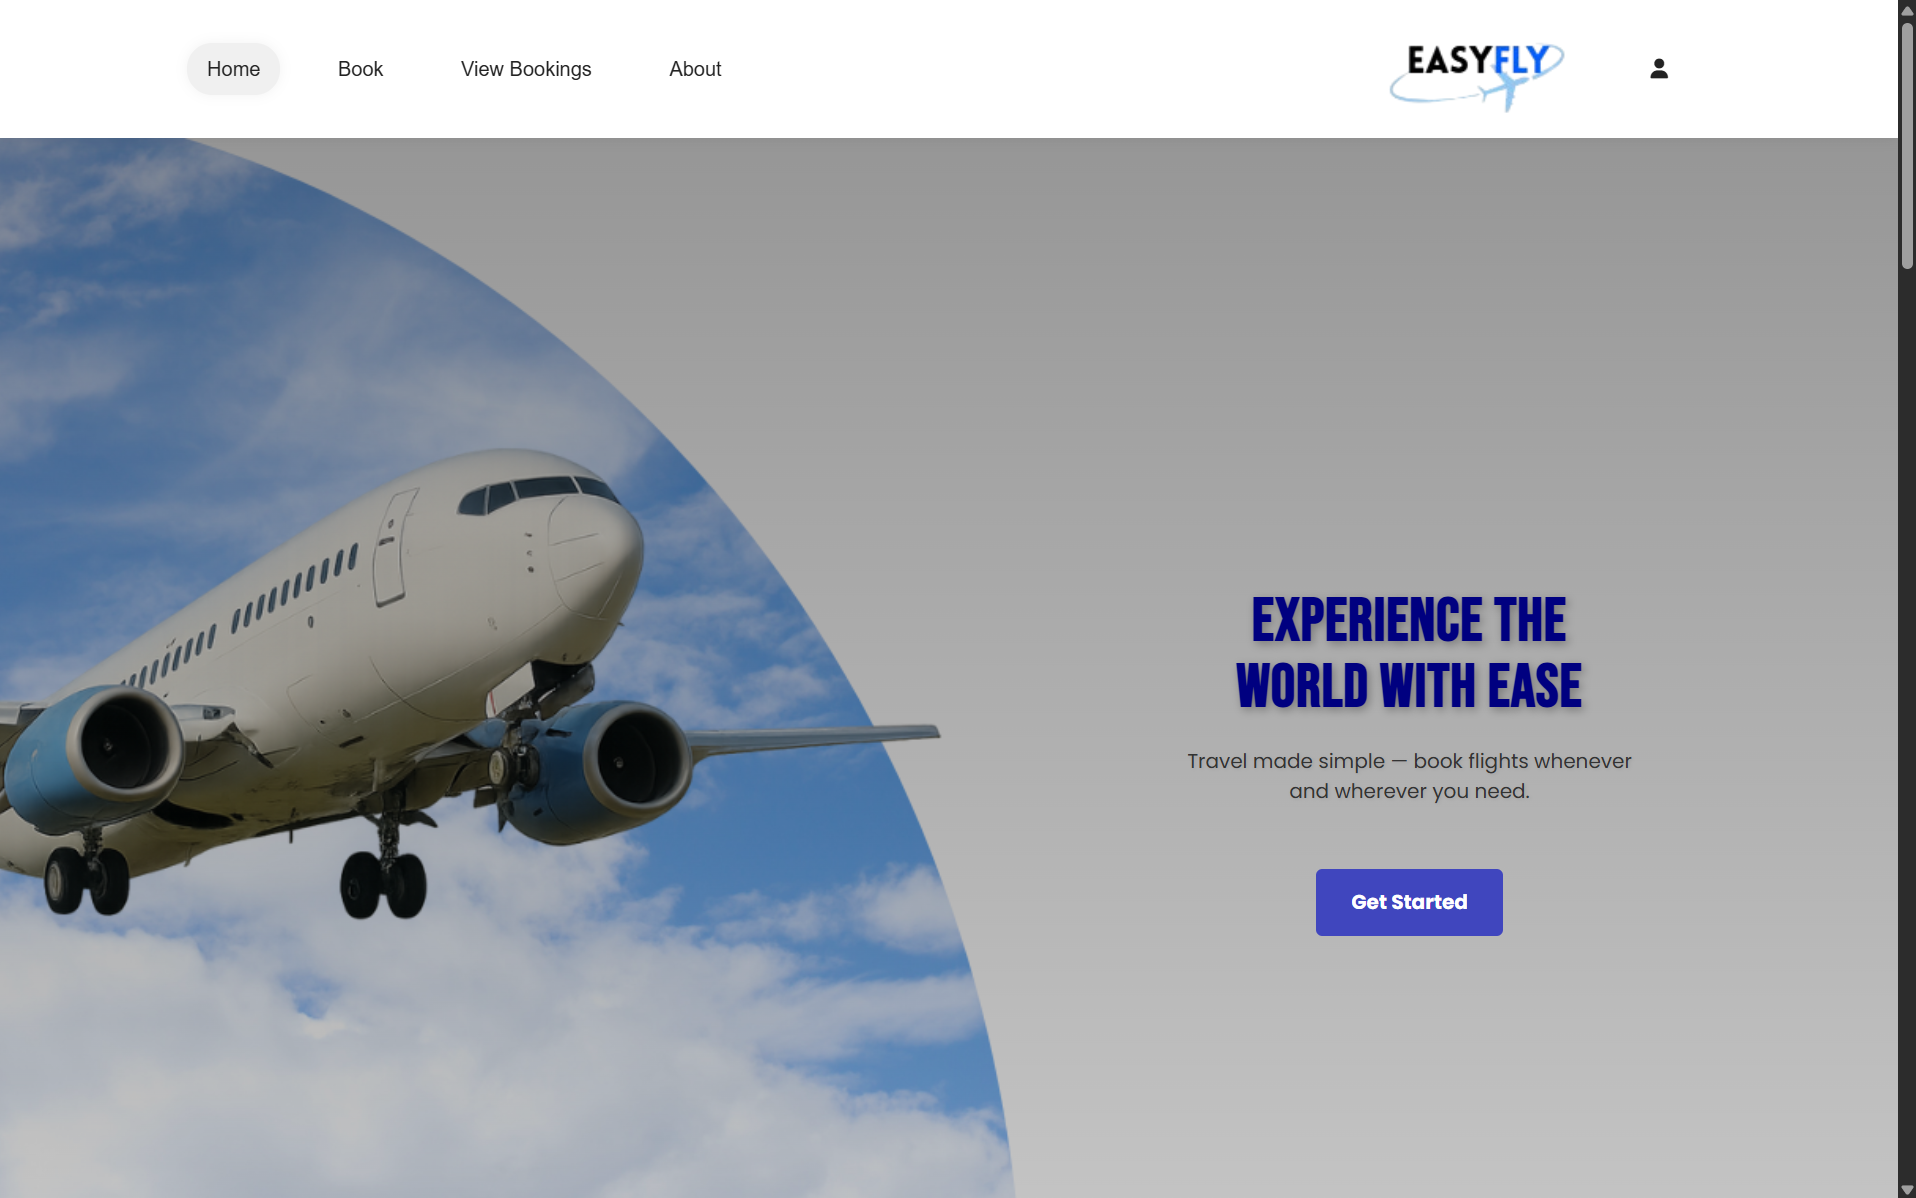 Home
Book
View Bookings
About
EASYFLY
EXPERIENCE THE
WORLD WITH EASE
Travel made simple — book flights whenever
and wherever you need.
Get Started